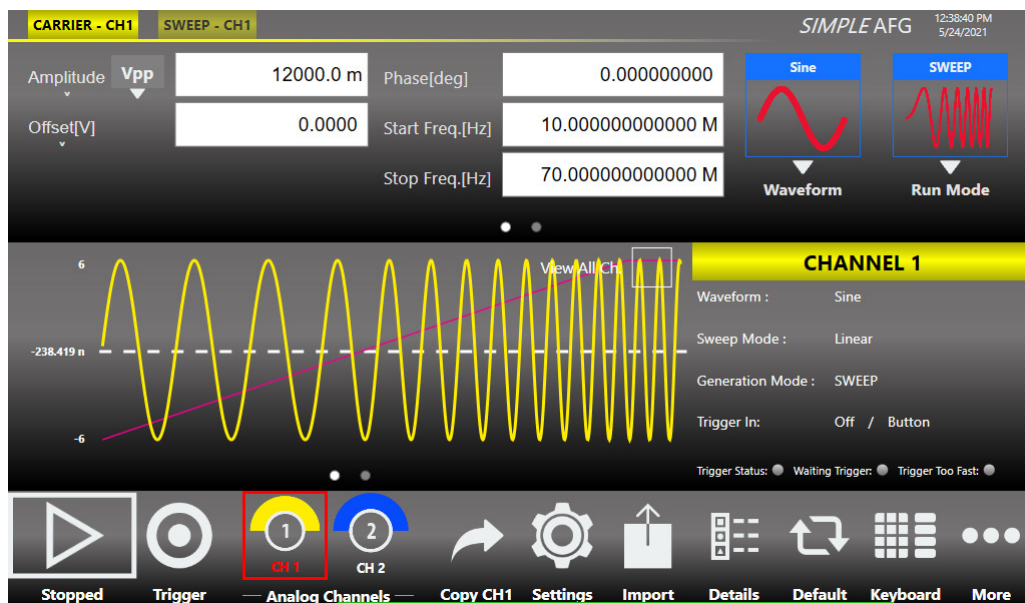 CARRIER - CH1 SWEEP - CH1 SIMPLE AFG 12:38:40 PM
5/24/2021
Amplitude Vpp 12000.0 m Phase[deg] 0.000000000 Sine SWEEP
Offset[V] 0.0000 Start Freq.[Hz] 10.000000000000 M
Stop Freq.[Hz] 70.000000000000 M
Waveform Run Mode
6 View All Ch. CHANNEL 1
Waveform : Sine
-238.419 n Sweep Mode : Linear
Generation Mode : SWEEP
-6 Trigger In: Off / Button
Trigger Status: Waiting Trigger: Trigger Too Fast:
1 2
CH 1 CH 2
Stopped Trigger Analog Channels Copy CH1 Settings Import Details Default Keyboard More